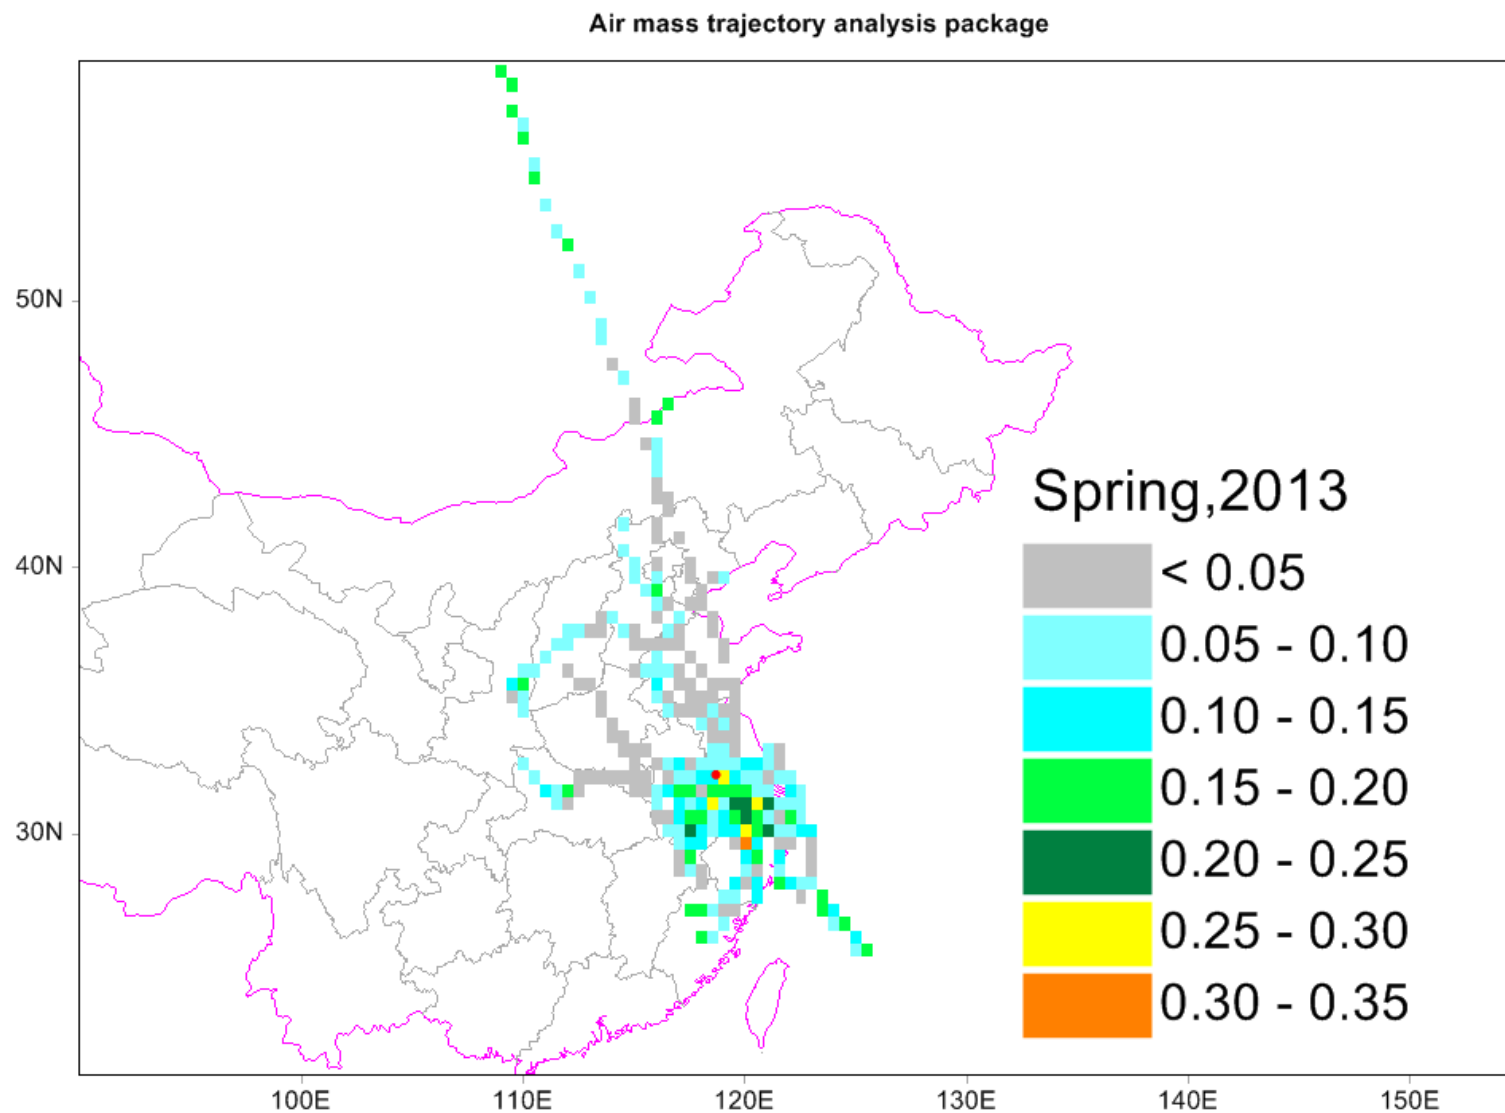 Air mass trajectory analysis package
50N
40N
30N
100E
110E
120E
130E
140E
150E
Spring,2013
< 0.05
0.05 - 0.10
0.10 - 0.15
0.15 - 0.20
0.20 - 0.25
0.25 - 0.30
0.30 - 0.35